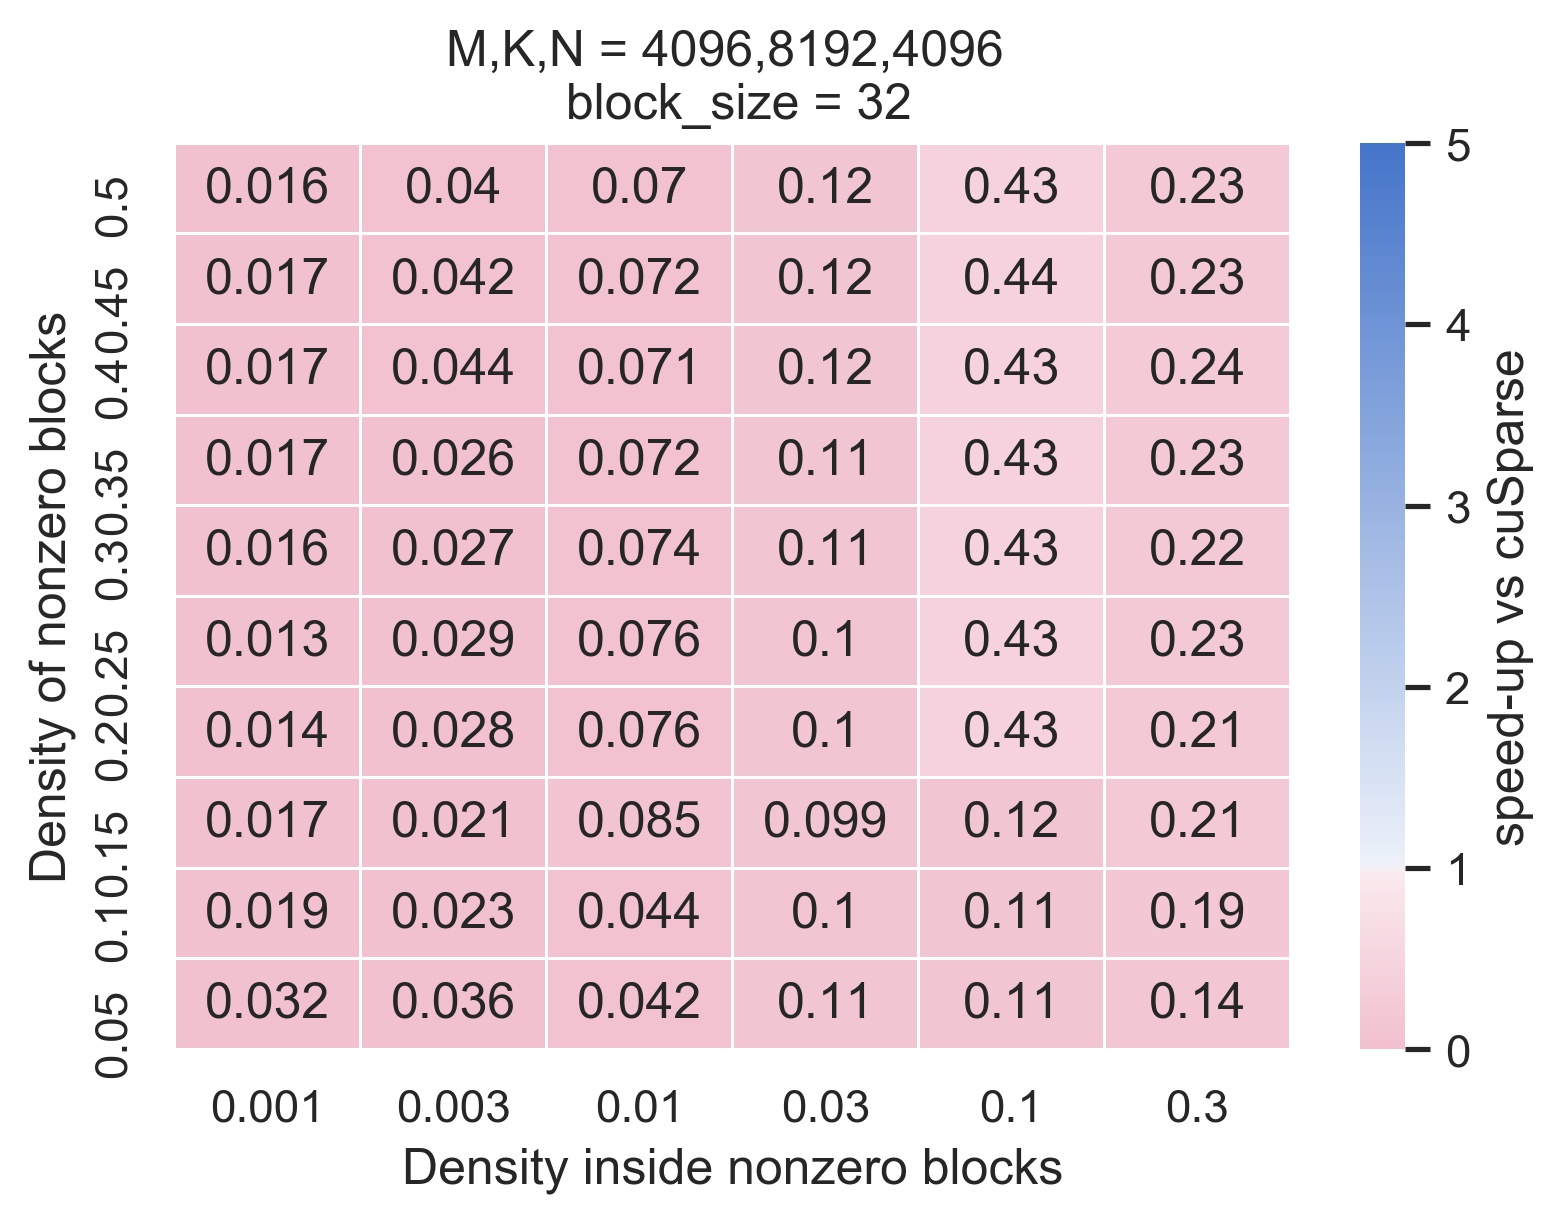 M,K,N = 4096,8192,4096
block_size = 32
Density of nonzero blocks
0.5 0.016 0.04 0.07 0.12 0.43 0.23
0.45 0.017 0.042 0.072 0.12 0.44 0.23
0.4 0.017 0.044 0.071 0.12 0.43 0.24
0.35 0.017 0.026 0.072 0.11 0.43 0.23
0.3 0.016 0.027 0.074 0.11 0.43 0.22
0.25 0.013 0.029 0.076 0.1 0.43 0.23
0.2 0.014 0.028 0.076 0.1 0.43 0.21
0.15 0.017 0.021 0.085 0.099 0.12 0.21
0.1 0.019 0.023 0.044 0.1 0.11 0.19
0.05 0.032 0.036 0.042 0.11 0.11 0.14
0.001 0.003 0.01 0.03 0.1 0.3
Density inside nonzero blocks
5
4
3
2
1
0
speed-up vs cuSparse